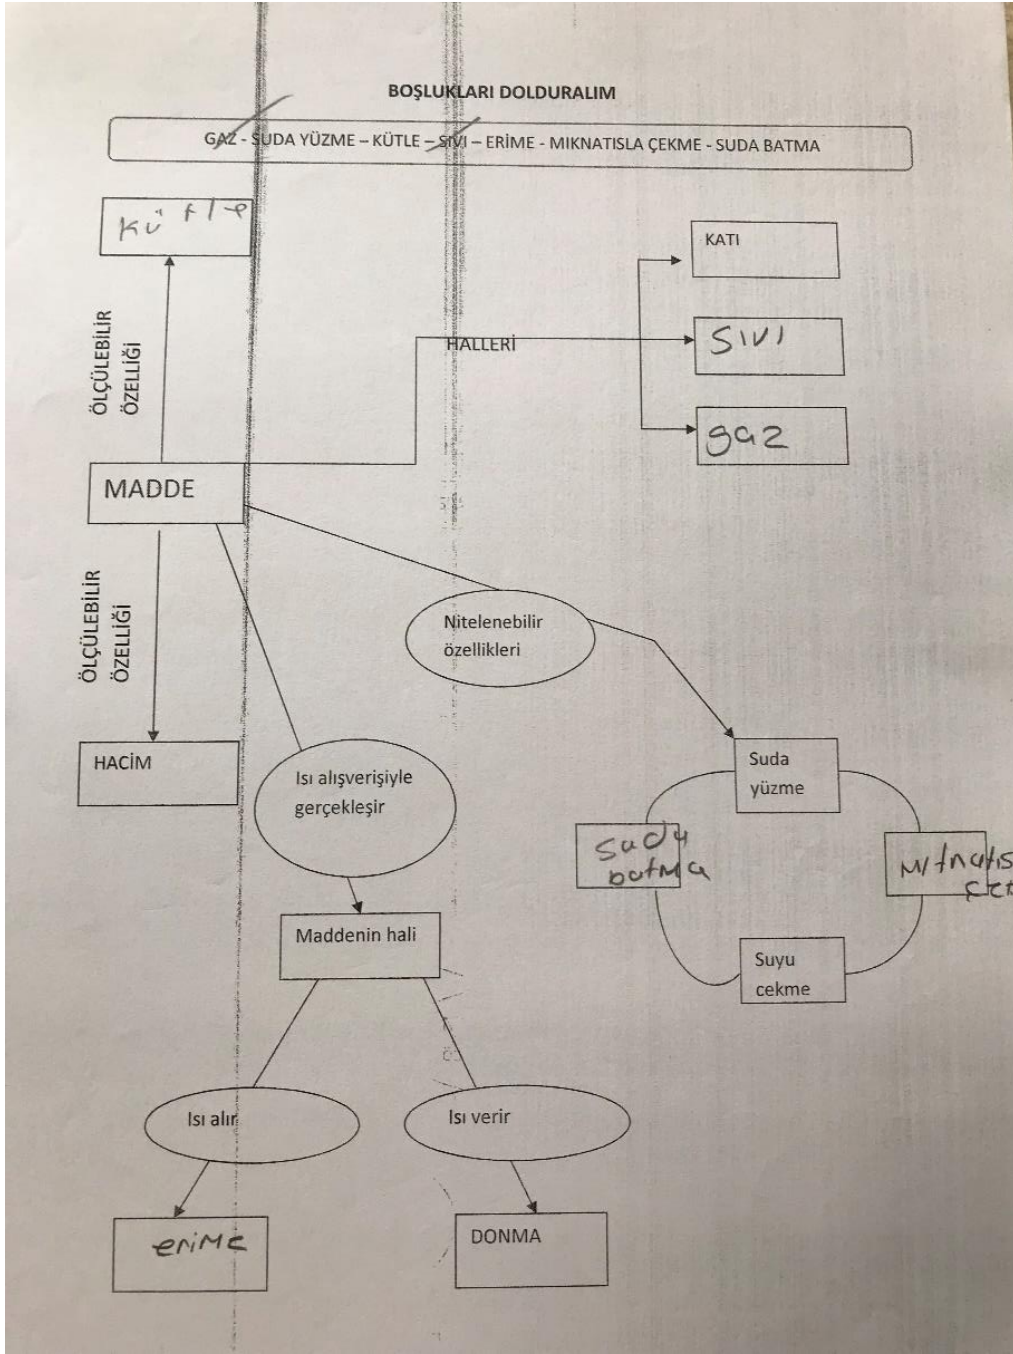 BOŞLUKLARI DOLDURALIM
GAZ - SUDA YÜZME – KÜTLE – SIVI – ERİME - MIKNATISLA ÇEKME - SUDA BATMA
Kütle
KATI
ÖLÇÜLEBİLİR
ÖZELLİĞİ
HALLERİ
SIVI
gaz
MADDE
ÖLÇÜLEBİLİR
ÖZELLİĞİ
Nitelenebilir
özellikleri
HACİM
Isı alışverişiyle
gerçekleşir
Suda
yüzme
Suda
batma
Maddenin hali
Suyu
cekme
Isı alır
Isı verir
erime
DONMA